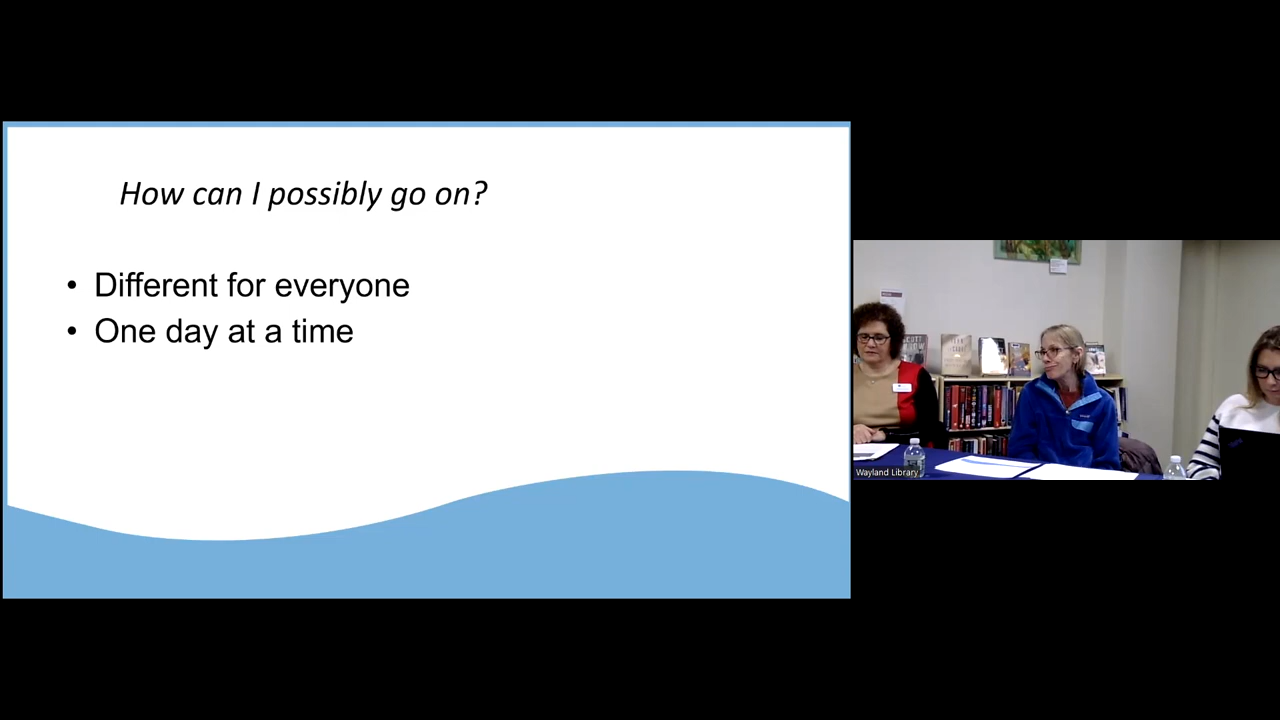 How can I possibly go on?
• Different for everyone
• One day at a time
Wayland Library